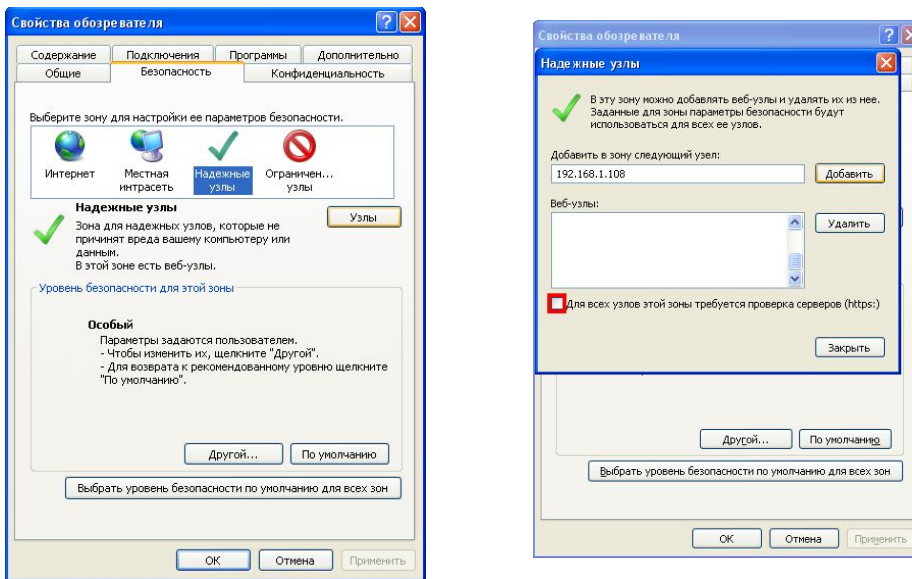 Свойства обозревателя
Содержание Подключения Программы Дополнительно
Общие Безопасность Конфиденциальность
Выберите зону для настройки ее параметров безопасности.
Интернет Местная интрасеть Надежные узлы Ограничен... узлы
Надежные узлы
Узлы
Зона для надежных узлов, которые не
причинят вреда вашему компьютеру или
данным.
В этой зоне есть веб-узлы.
Уровень безопасности для этой зоны
Особый
Параметры задаются пользователем.
- Чтобы изменить их, щелкните "Другой".
- Для возврата к рекомендованному уровню щелкните
"По умолчанию".
Другой... По умолчанию
Выбрать уровень безопасности по умолчанию для всех зон
OK Отмена Применить
Свойства обозревателя
Надежные узлы
В эту зону можно добавлять веб-узлы и удалять их из нее.
Заданные для зоны параметры безопасности будут
использоваться для всех ее узлов.
Добавить в зону следующий узел:
192.168.1.108 Добавить
Веб-узлы:
Удалить
Для всех узлов этой зоны требуется проверка серверов (https:)
Закрыть
Другой... По умолчанию
Выбрать уровень безопасности по умолчанию для всех зон
OK Отмена Применить